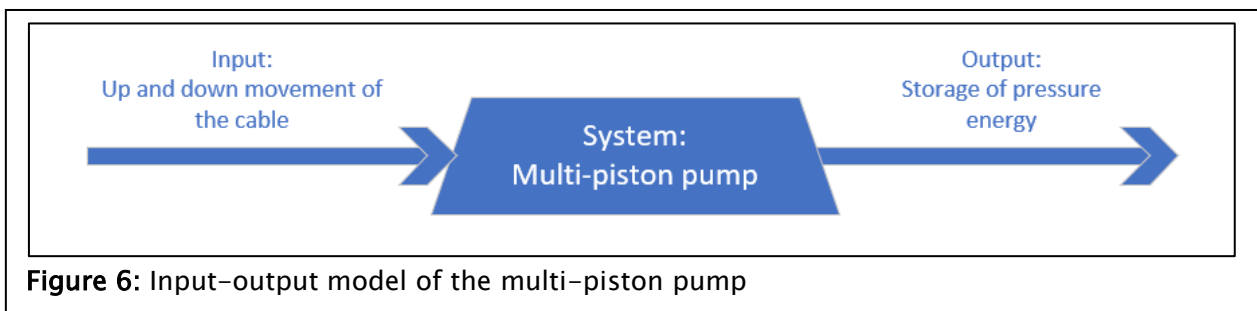 Input:
Up and down movement of
the cable
System:
Multi-piston pump
Output:
Storage of pressure
energy
Figure 6: Input-output model of the multi-piston pump